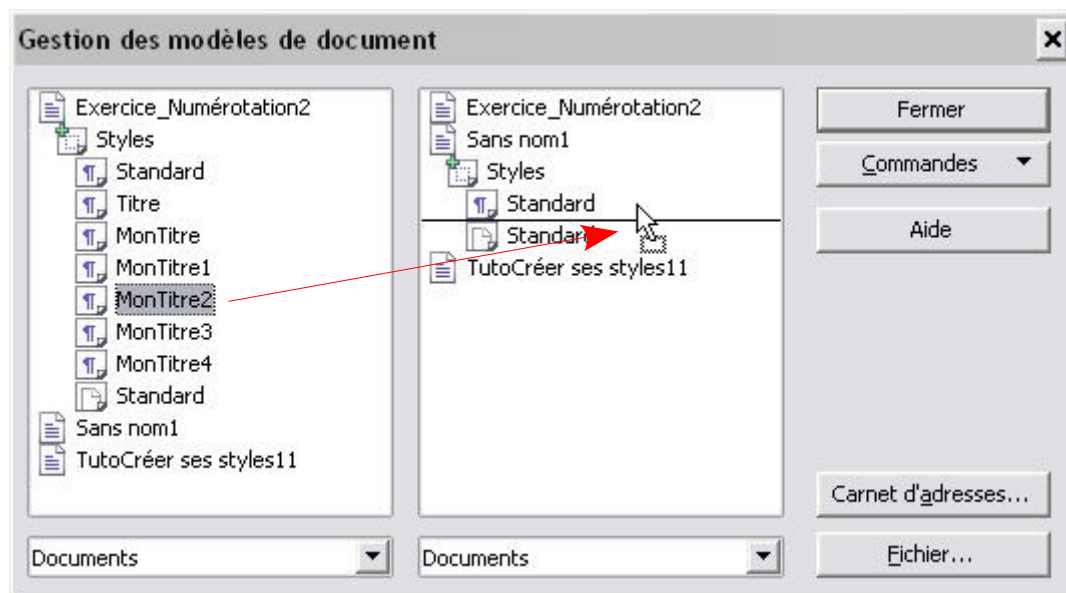 Gestion des modèles de document
Exercice_Numérotation2
Styles
Standard
Titre
MonTitre
MonTitre1
MonTitre2
MonTitre3
MonTitre4
Standard
Sans nom1
TutoCréer ses styles11
Documents
Exercice_Numérotation2
Sans nom1
Styles
Standard
Standard
TutoCréer ses styles11
Documents
Fermer
Commandes
Aide
Carnet d'adresses...
Fichier...